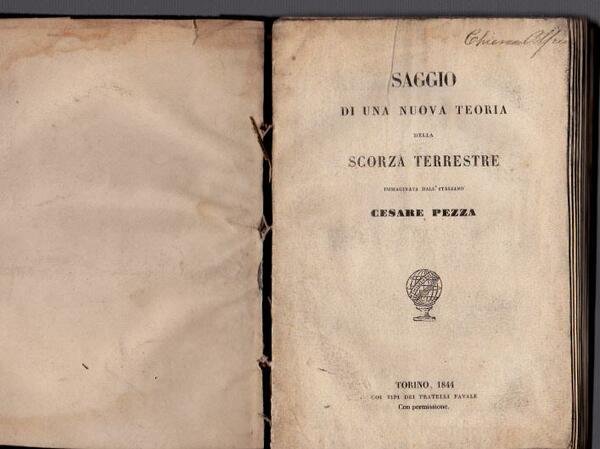 Chiesa
SAGGIO
DI UNA NUOVA TEORIA
DELLA
SCORZA TERRESTRE
IMMAGINATA DALL'ITALIANO
CESARE PEZZA
TORINO, 1844
COI TIPI DEI FRATELLI FAVALE
Con permissione.